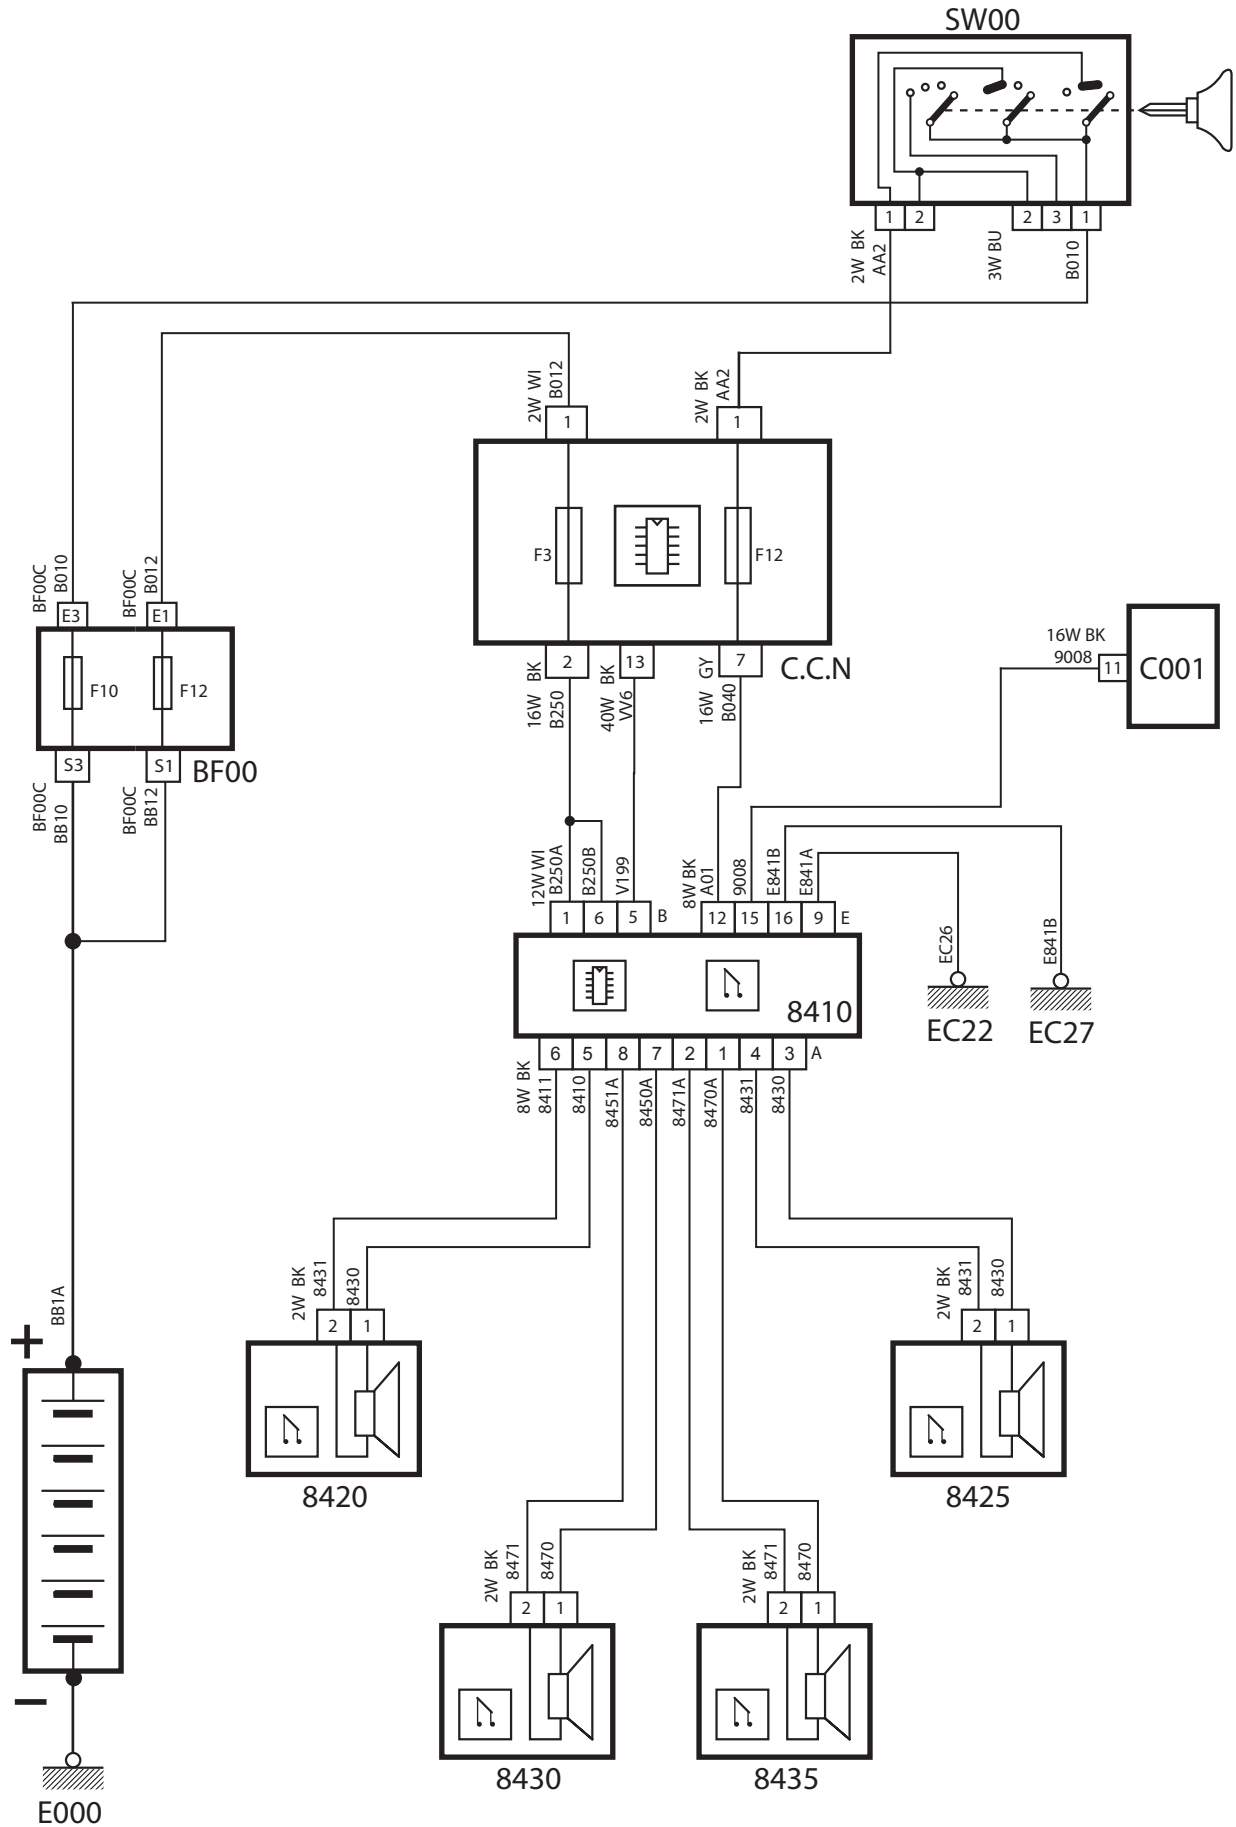 SW00
1 2 2 3 1
2W BK
AA2
3W BU
B010
2W WI
B012
2W BK
AA2
1 1
F3 F12
BF00C
B010
BF00C
B012
E3 E1
F10 F12
S3 S1
BF00
BF00C
BB10
BF00C
BB12
2 13 7
C.C.N
16W BK
B250
40W BK
VV6
16W GY
B040
16W BK
9008
11
C001
12W WI
B250A
B250B
V199
8W BK
A01
9008
E841B
E841A
1 6 5 B 12 15 16 9 E
8410
EC26
E841B
EC22
EC27
6 5 8 7 2 1 4 3 A
8W BK
8411
8410
8451A
8450A
8471A
8470A
8431
8430
BB1A
+
2W BK
8431
8430
2 1
8420
2W BK
8431
8430
2 1
8425
2W BK
8471
8470
2 1
8430
2W BK
8471
8470
2 1
8435
–
E000